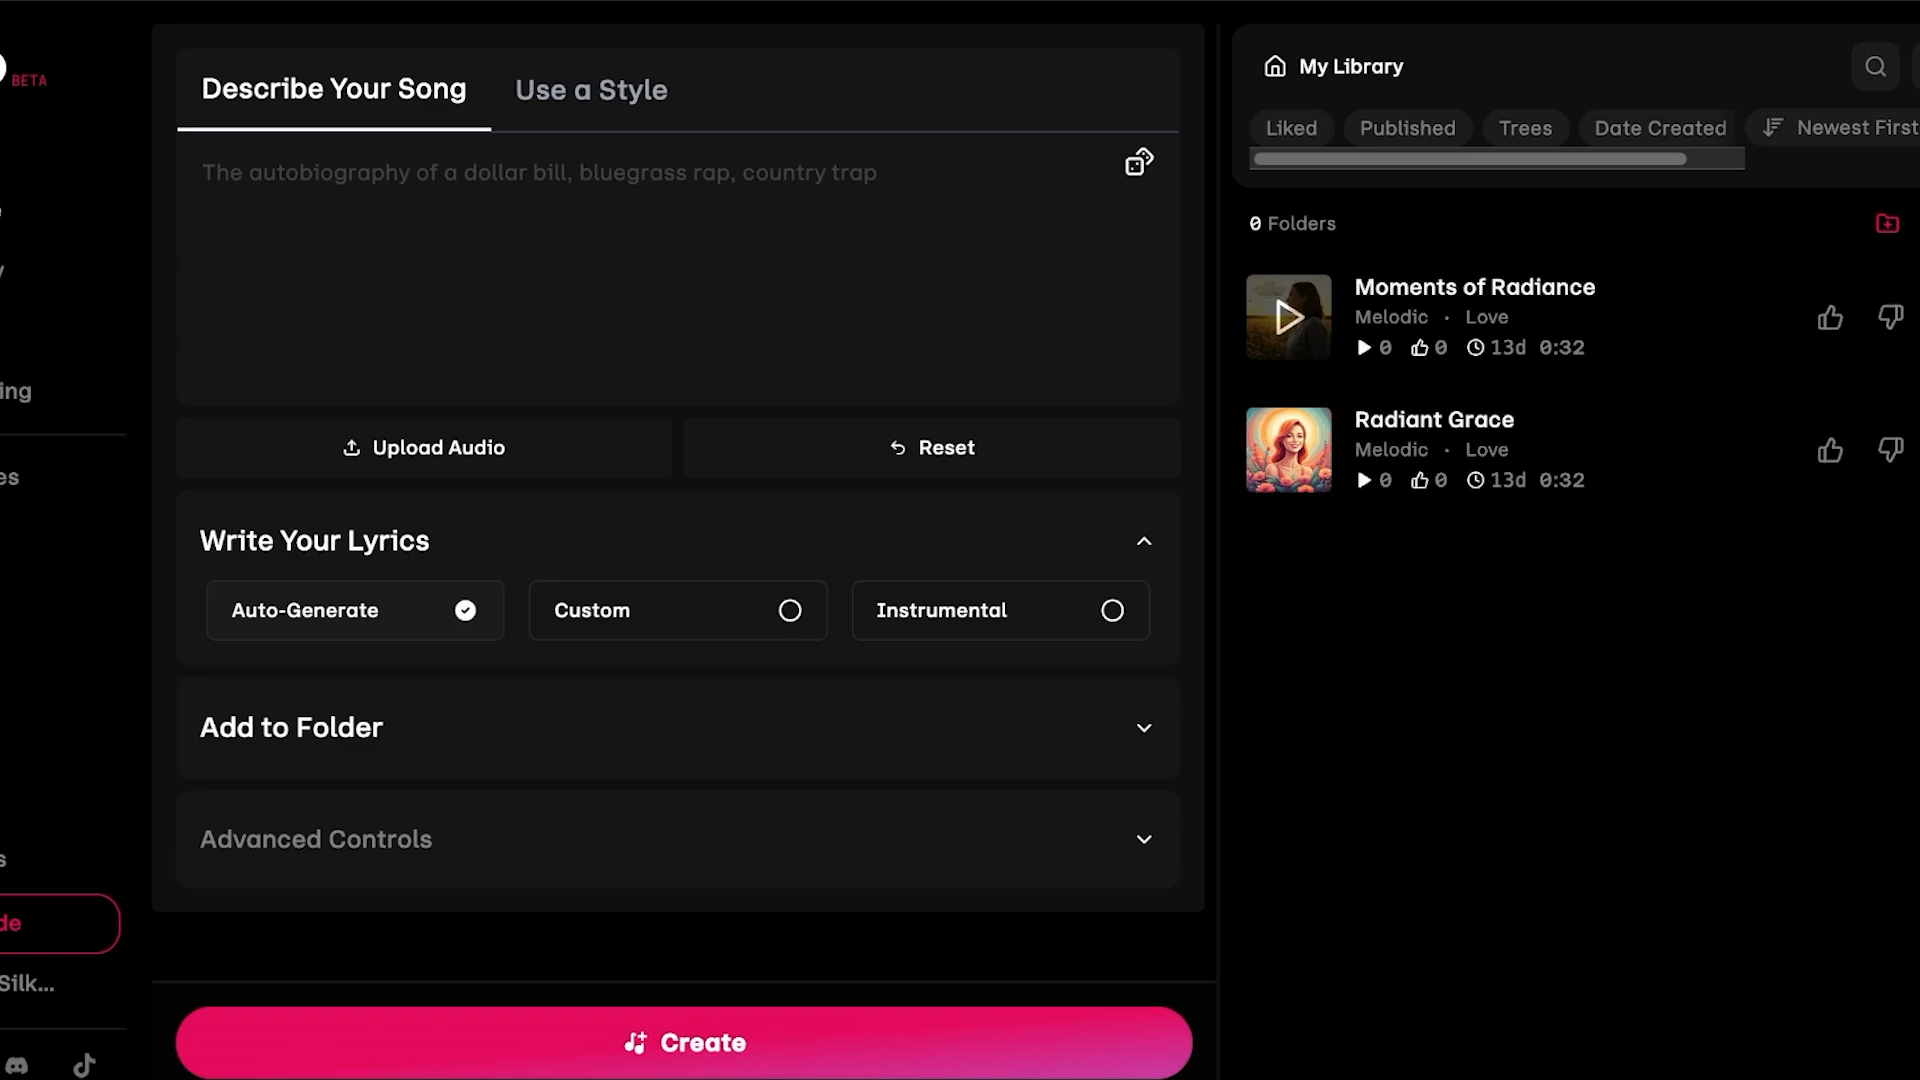 BETA
ing
es
s
de
Silk...
Describe Your Song
Use a Style
The autobiography of a dollar bill, bluegrass rap, country trap
Upload Audio
Reset
Write Your Lyrics
Auto-Generate
Custom
Instrumental
Add to Folder
Advanced Controls
Create
My Library
Liked
Published
Trees
Date Created
Newest First
0 Folders
Moments of Radiance
Melodic · Love
0 0 13d 0:32
Radiant Grace
Melodic · Love
0 0 13d 0:32